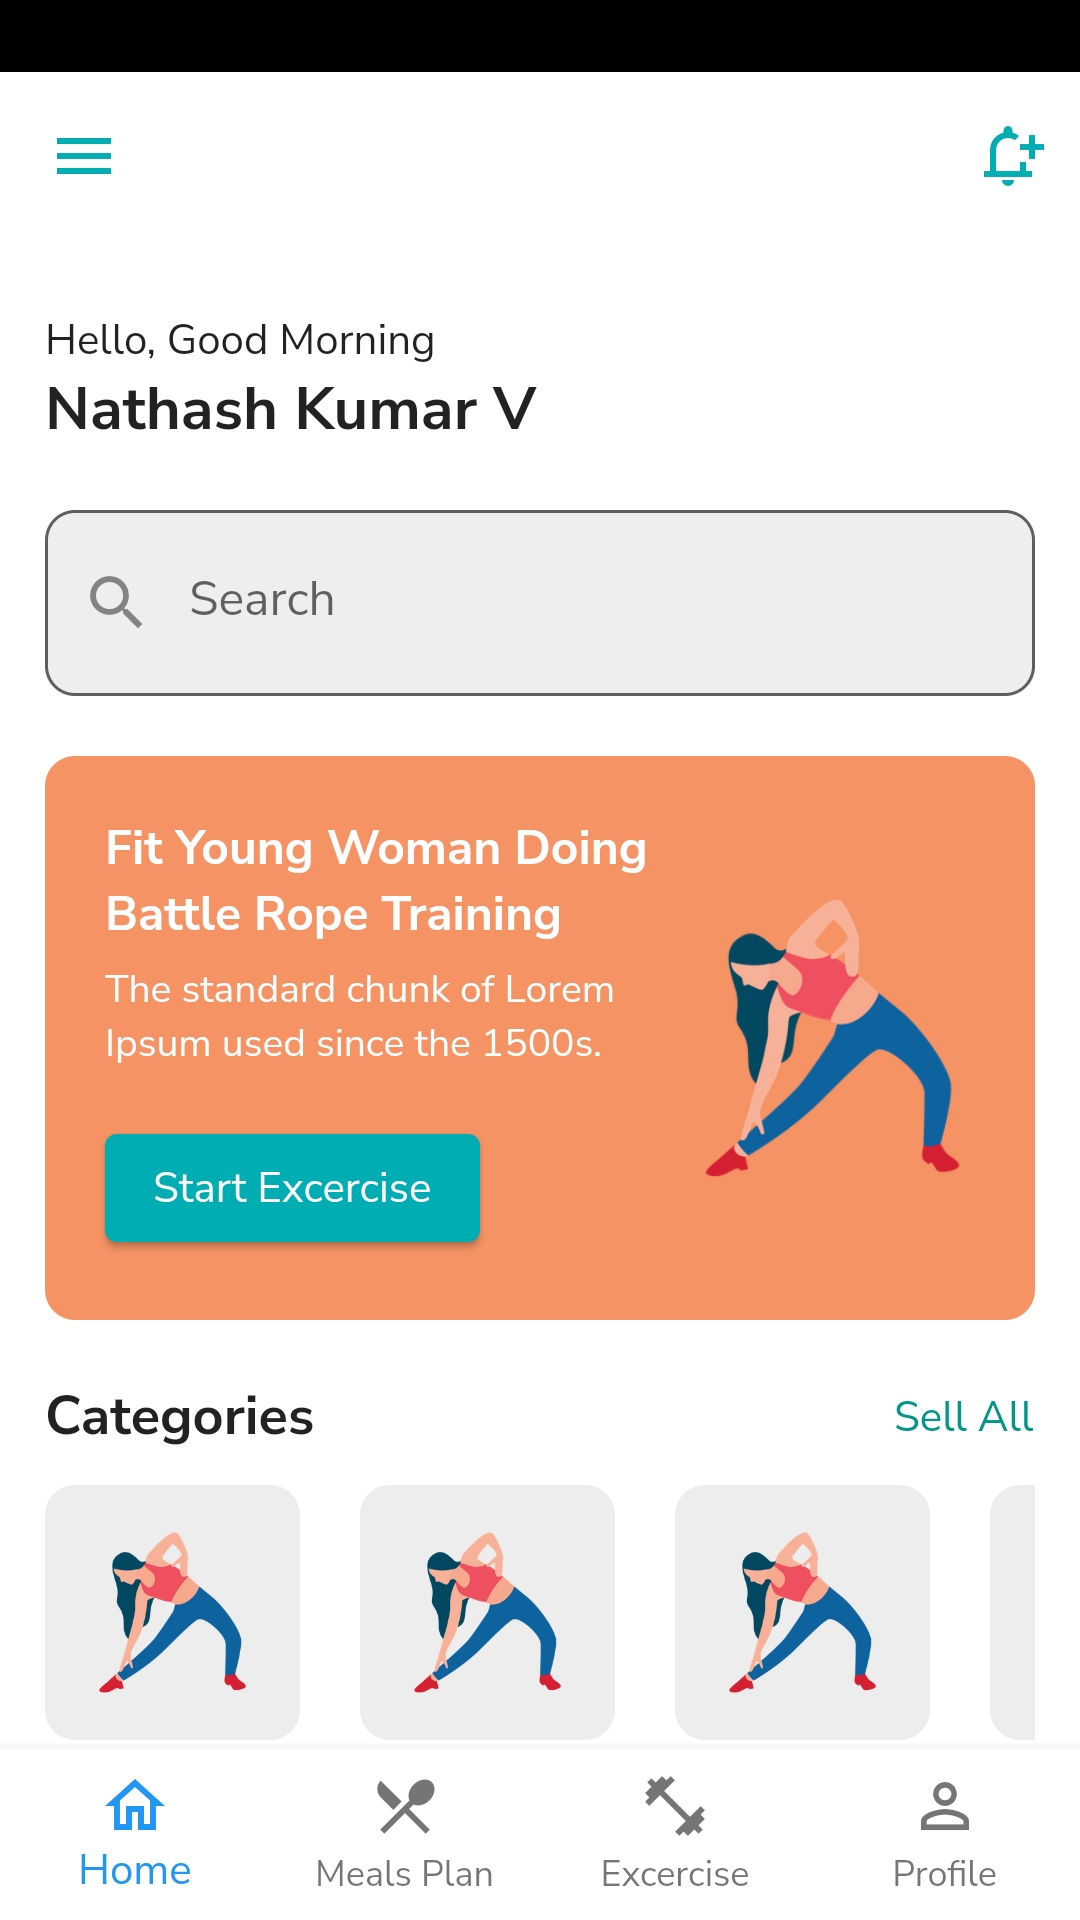 Hello, Good Morning
Nathash Kumar V
Search
Fit Young Woman Doing
Battle Rope Training
The standard chunk of Lorem
Ipsum used since the 1500s.
Start Excercise
Categories
Sell All
Home
Meals Plan
Excercise
Profile